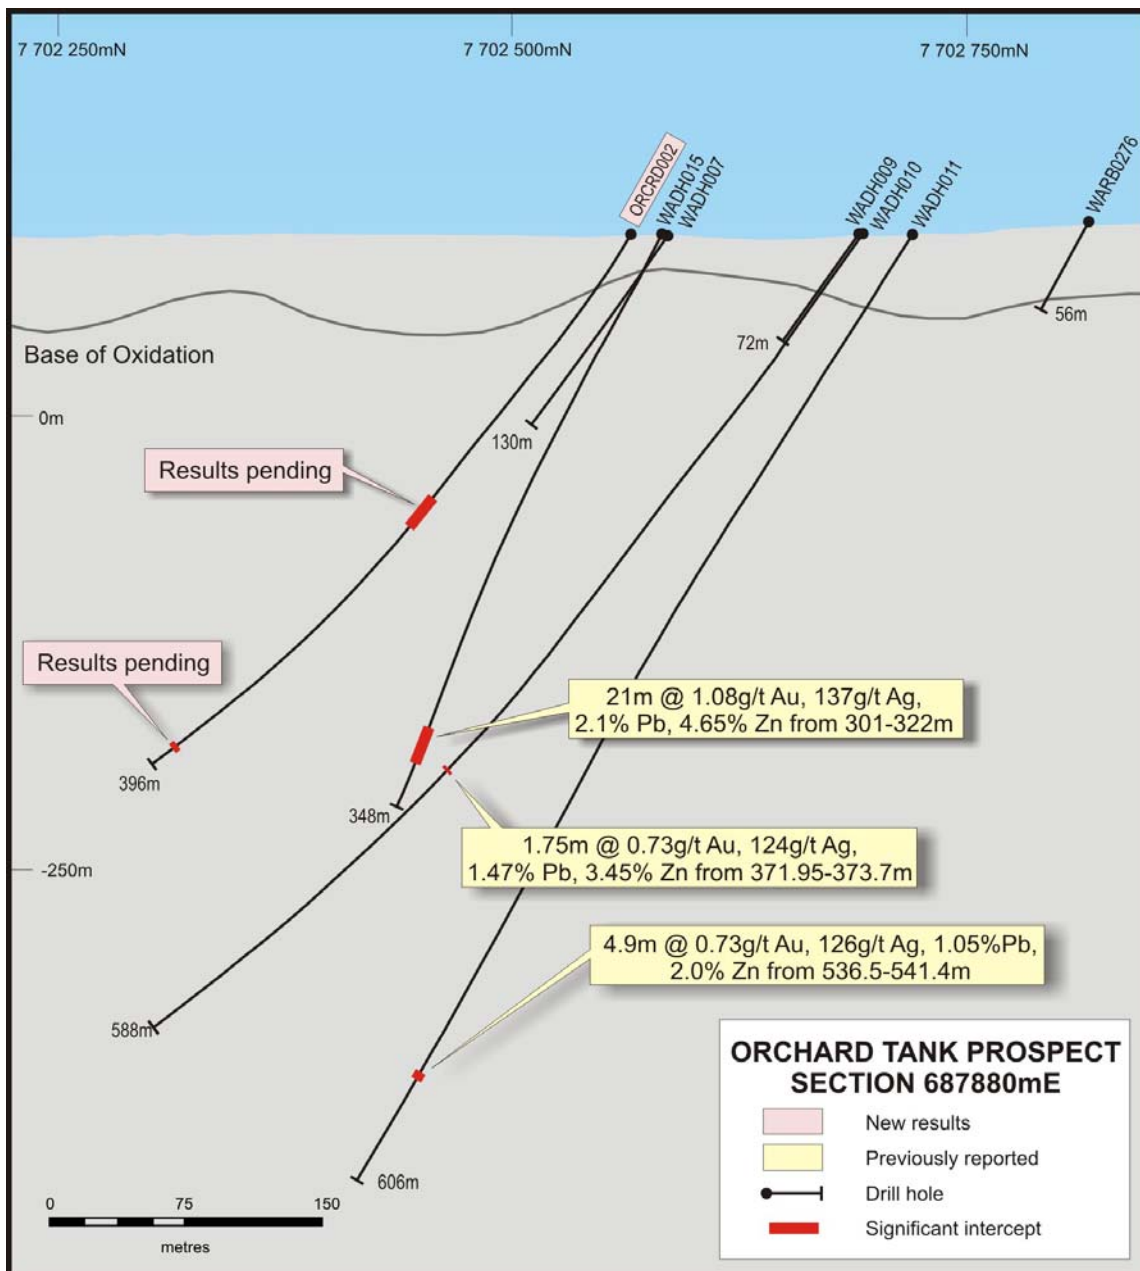 7 702 250mN
7 702 500mN
7 702 750mN
ORCRD002
WADH015
WADH007
WADH009
WADH010
WADH011
WARB0276
56m
72m
Base of Oxidation
0m
130m
Results pending
Results pending
21m @ 1.08g/t Au, 137g/t Ag,
2.1% Pb, 4.65% Zn from 301-322m
396m
348m
1.75m @ 0.73g/t Au, 124g/t Ag,
1.47% Pb, 3.45% Zn from 371.95-373.7m
-250m
4.9m @ 0.73g/t Au, 126g/t Ag, 1.05%Pb,
2.0% Zn from 536.5-541.4m
588m
606m
ORCHARD TANK PROSPECT
SECTION 687880mE
New results
Previously reported
Drill hole
Significant intercept
0 75 150
metres